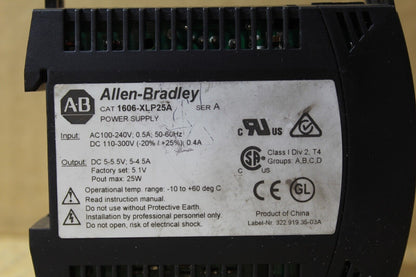 AB
Allen-Bradley
CAT 1606-XLP25A SER A
POWER SUPPLY
Input: AC100-240V; 0.5A; 50-60Hz
DC 110-300V (-20% / +25%); 0.4A
Output: DC 5-5.5V; 5-4.5A
Factory set: 5.1V
Pout max: 25W
Operational temp. range: -10 to +60 deg C
Read instruction manual.
Do not use without Protective Earth.
Installation by professional personnel only.
Do not open, risk of electrical shock.
c UL US
SA
Class I Div 2, T4
Groups: A,B,C,D
CE
GL
Product of China
Label-Nr. 322.919.36-03A